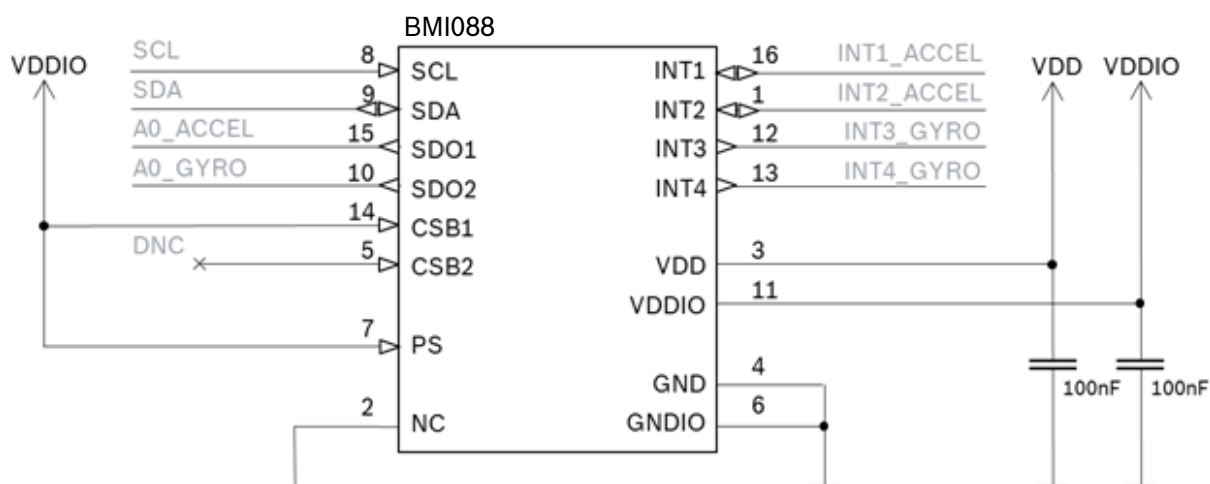 BMI088
VDDIO
SCL
8
SCL
SDA
9
SDA
A0_ACCEL
15
SDO1
A0_GYRO
10
SDO2
14
CSB1
DNC
5
CSB2
7
PS
2
NC
INT1
16
INT1_ACCEL
INT2
1
INT2_ACCEL
INT3
12
INT3_GYRO
INT4
13
INT4_GYRO
VDD
3
VDDIO
11
GND
4
GNDIO
6
VDD
VDDIO
100nF
100nF